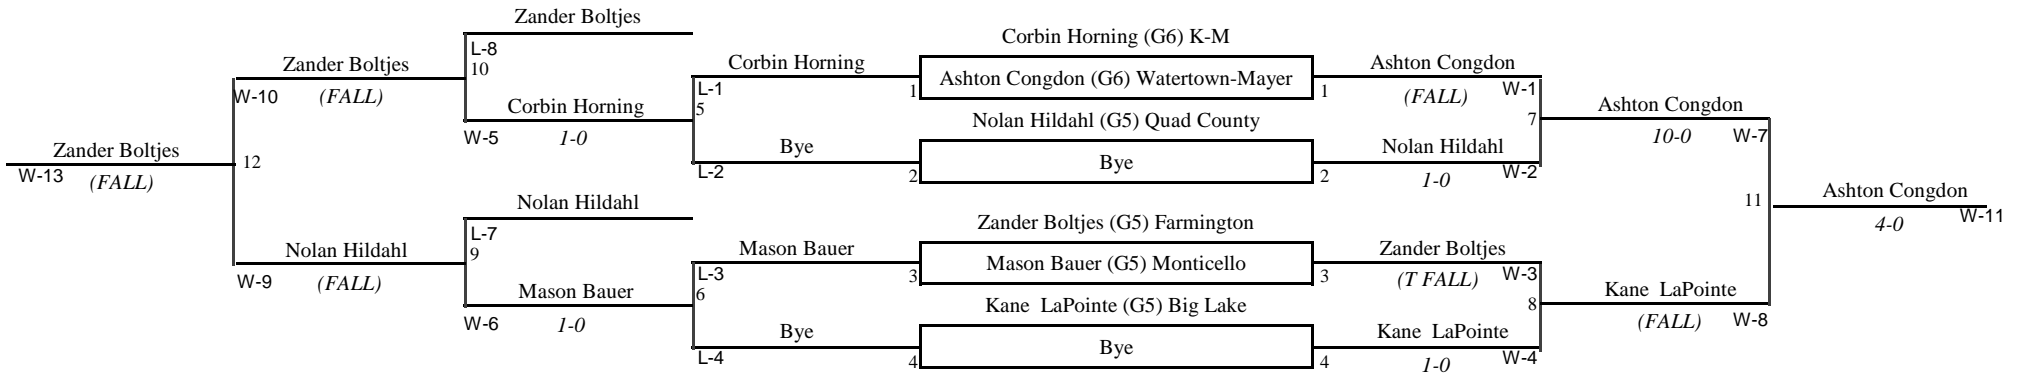 Zander Boltjes
L-8
10
Zander Boltjes
W-10
(FALL)
Corbin Horning
W-5
1-0
Zander Boltjes
W-13
(FALL)
12
Nolan Hildahl
L-7
9
Nolan Hildahl
W-9
(FALL)
Mason Bauer
W-6
1-0
Corbin Horning
L-1
5
Bye
L-2
Mason Bauer
L-3
6
Bye
L-4
Corbin Horning (G6) K-M
1 Ashton Congdon (G6) Watertown-Mayer 1
Nolan Hildahl (G5) Quad County
2 Bye 2
Zander Boltjes (G5) Farmington
3 Mason Bauer (G5) Monticello 3
Kane LaPointe (G5) Big Lake
4 Bye 4
Ashton Congdon
(FALL)
W-1
7
Nolan Hildahl
1-0
W-2
Zander Boltjes
(T FALL)
W-3
8
Kane LaPointe
1-0
W-4
Ashton Congdon
10-0
W-7
11
Kane LaPointe
(FALL)
W-8
Ashton Congdon
4-0
W-11